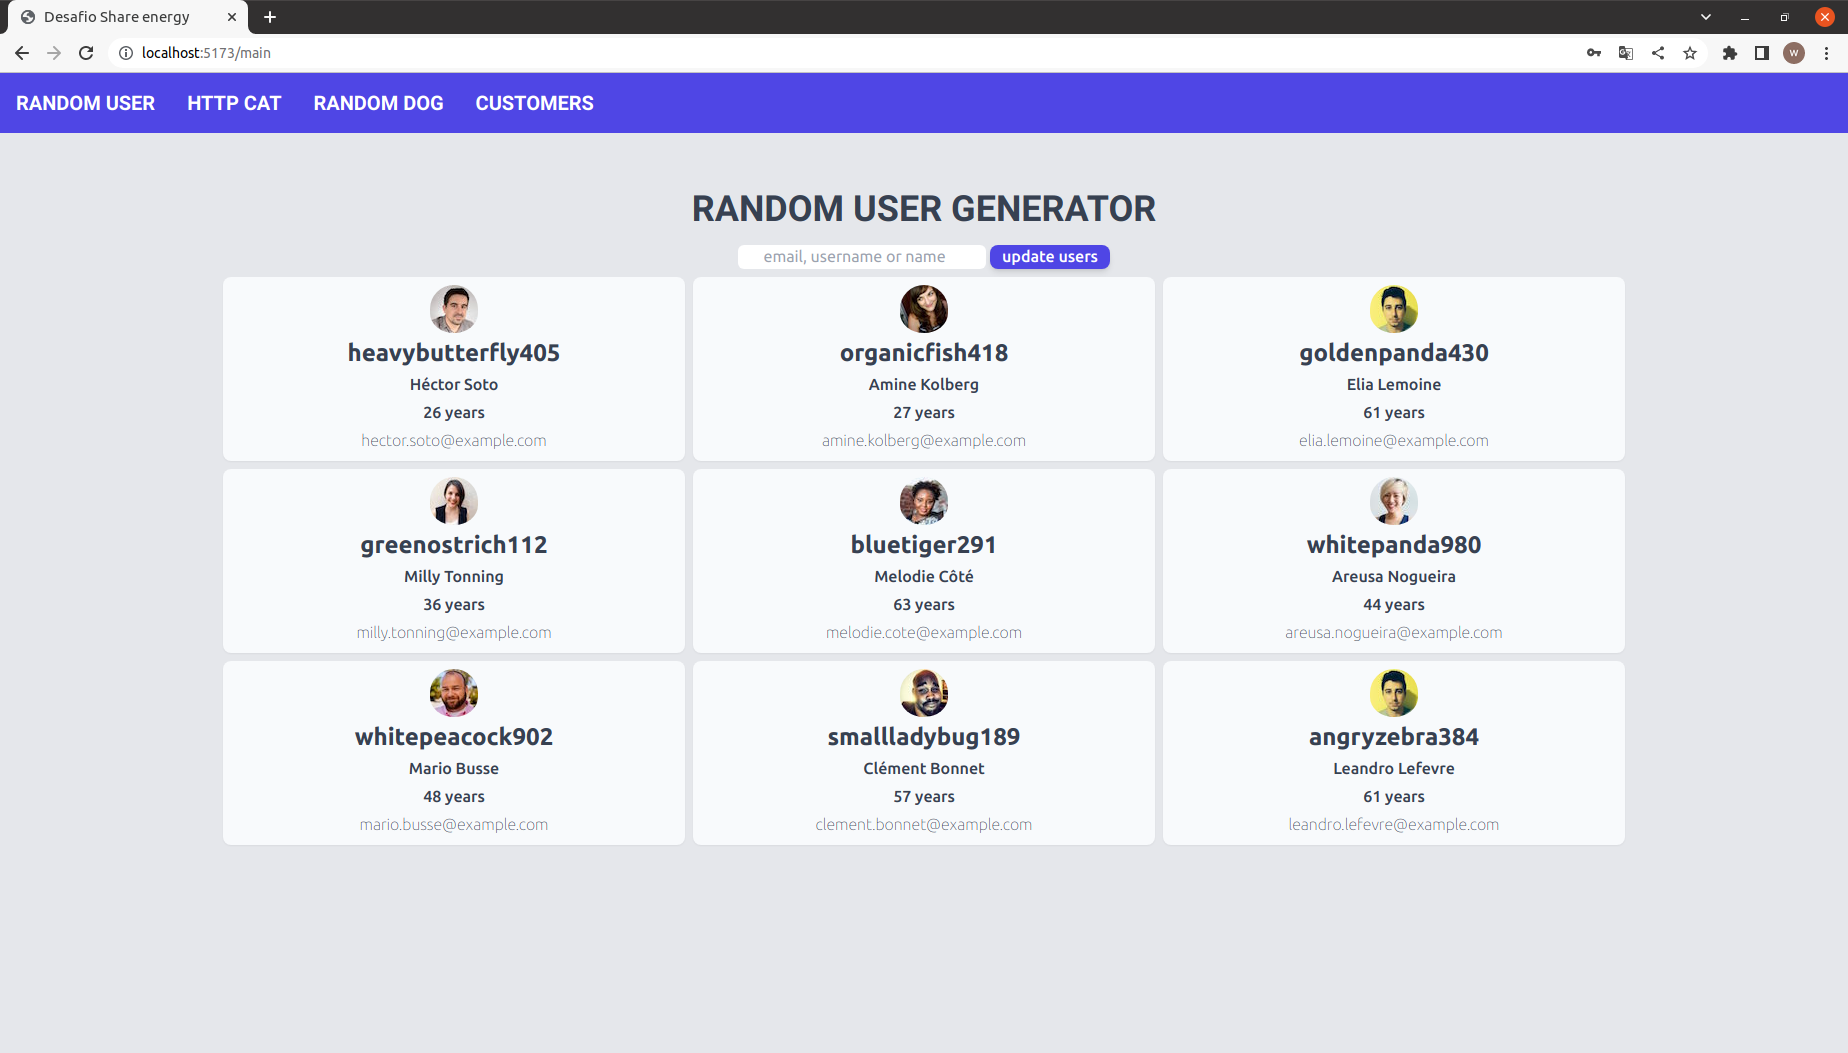 Desafio Share energy
localhost:5173/main
W
RANDOM USER HTTP CAT RANDOM DOG CUSTOMERS
RANDOM USER GENERATOR
email, username or name update users
heavybutterfly405
Héctor Soto
26 years
hector.soto@example.com
organicfish418
Amine Kolberg
27 years
amine.kolberg@example.com
goldenpanda430
Elia Lemoine
61 years
elia.lemoine@example.com
greenostrich112
Milly Tonning
36 years
milly.tonning@example.com
bluetiger291
Melodie Côté
63 years
melodie.cote@example.com
whitepanda980
Areusa Nogueira
44 years
areusa.nogueira@example.com
whitepeacock902
Mario Busse
48 years
mario.busse@example.com
smallladybug189
Clément Bonnet
57 years
clement.bonnet@example.com
angryzebra384
Leandro Lefevre
61 years
leandro.lefevre@example.com